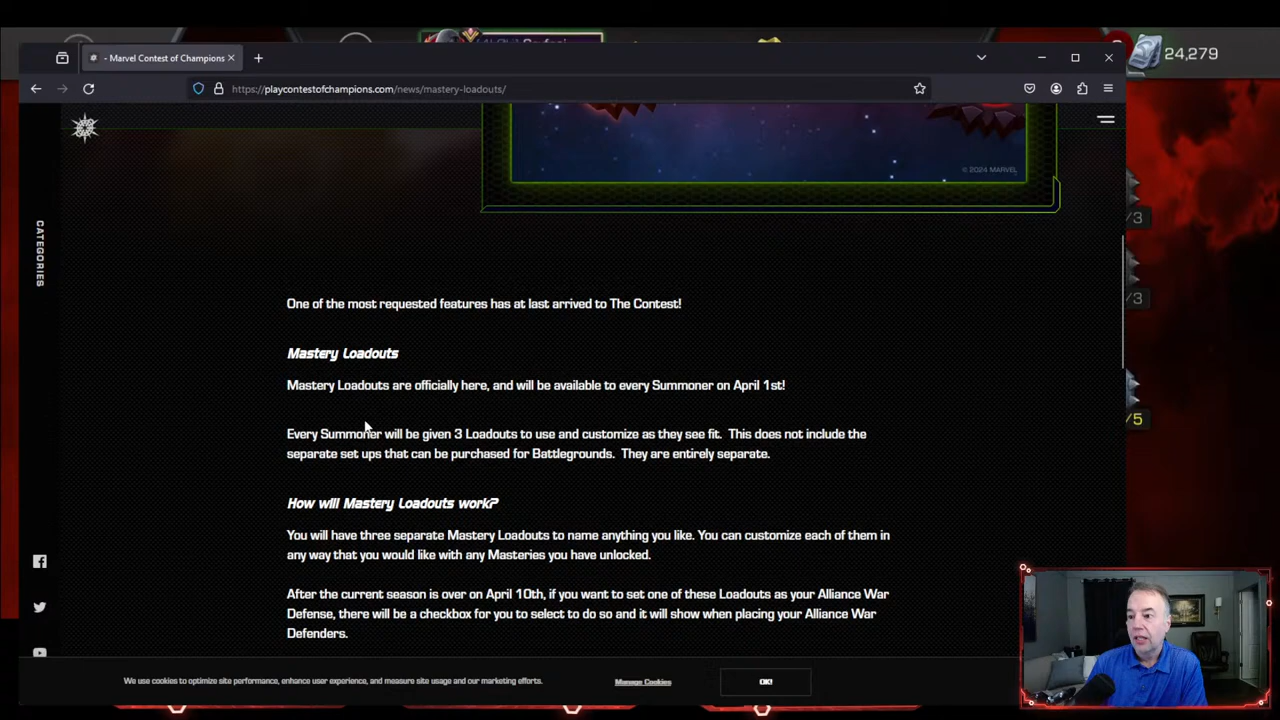 24,279
- Marvel Contest of Champions
https://playcontestofchampions.com/news/mastery-loadouts/
© 2024 MARVEL
CATEGORIES
/3
/3
/5
One of the most requested features has at last arrived to The Contest!
Mastery Loadouts
Mastery Loadouts are officially here, and will be available to every Summoner on April 1st!
Every Summoner will be given 3 Loadouts to use and customize as they see fit. This does not include the
separate set ups that can be purchased for Battlegrounds. They are entirely separate.
How will Mastery Loadouts work?
You will have three separate Mastery Loadouts to name anything you like. You can customize each of them in
any way that you would like with any Masteries you have unlocked.
After the current season is over on April 10th, if you want to set one of these Loadouts as your Alliance War
Defense, there will be a checkbox for you to select to do so and it will show when placing your Alliance War
Defenders.
We use cookies to optimize site performance, enhance user experience, and measure site usage and our marketing efforts.
Manage Cookies
OK!